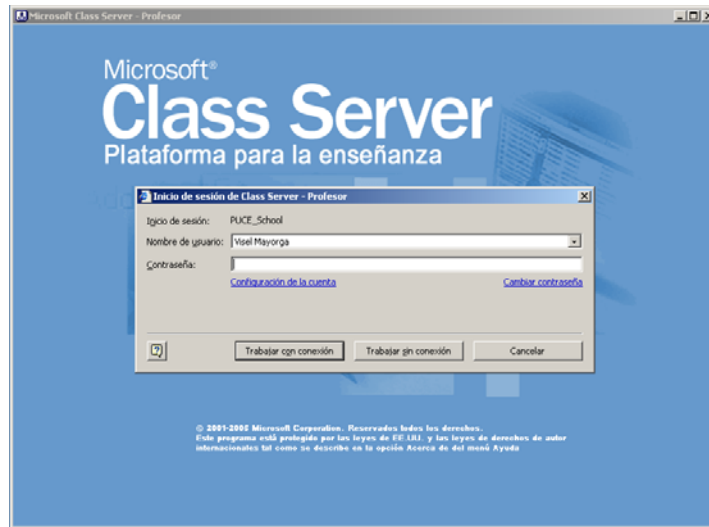 Microsoft Class Server - Profesor
Microsoft®
Class Server
Plataforma para la enseñanza
Inicio de sesión de Class Server - Profesor
Inicio de sesión: PUCE_School
Nombre de usuario: Visel Mayorga
Contraseña:
Configuración de la cuenta Cambiar contraseña
Trabajar con conexión Trabajar sin conexión Cancelar
© 2001-2005 Microsoft Corporation. Reservados todos los derechos.
Este programa está protegido por las leyes de EE.UU. y las leyes de derechos de autor
internacionales tal como se describe en la opción Acerca de del menú Ayuda